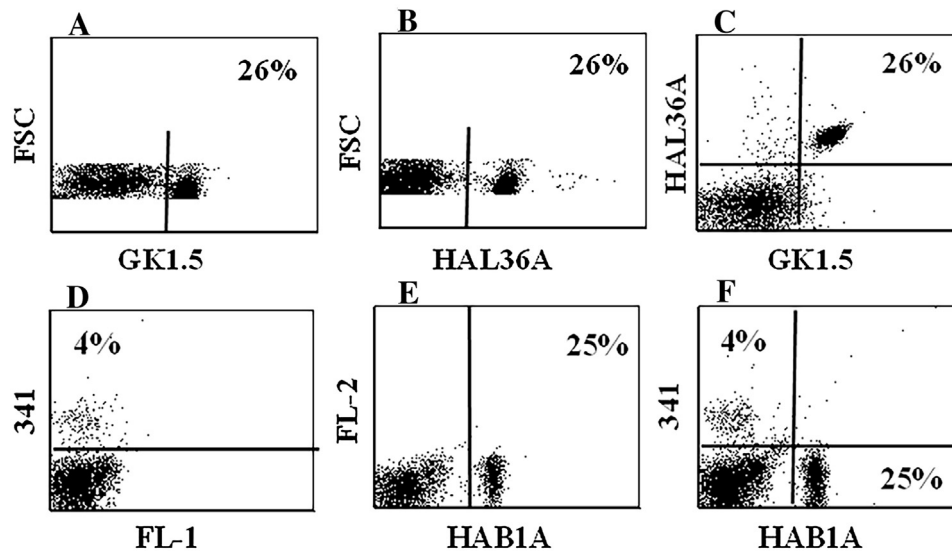 A
B
C
FSC
26%
GK1.5
FSC
26%
HAL36A
HAL36A
26%
GK1.5
D
E
F
341
4%
FL-1
FL-2
25%
HAB1A
341
4%
25%
HAB1A